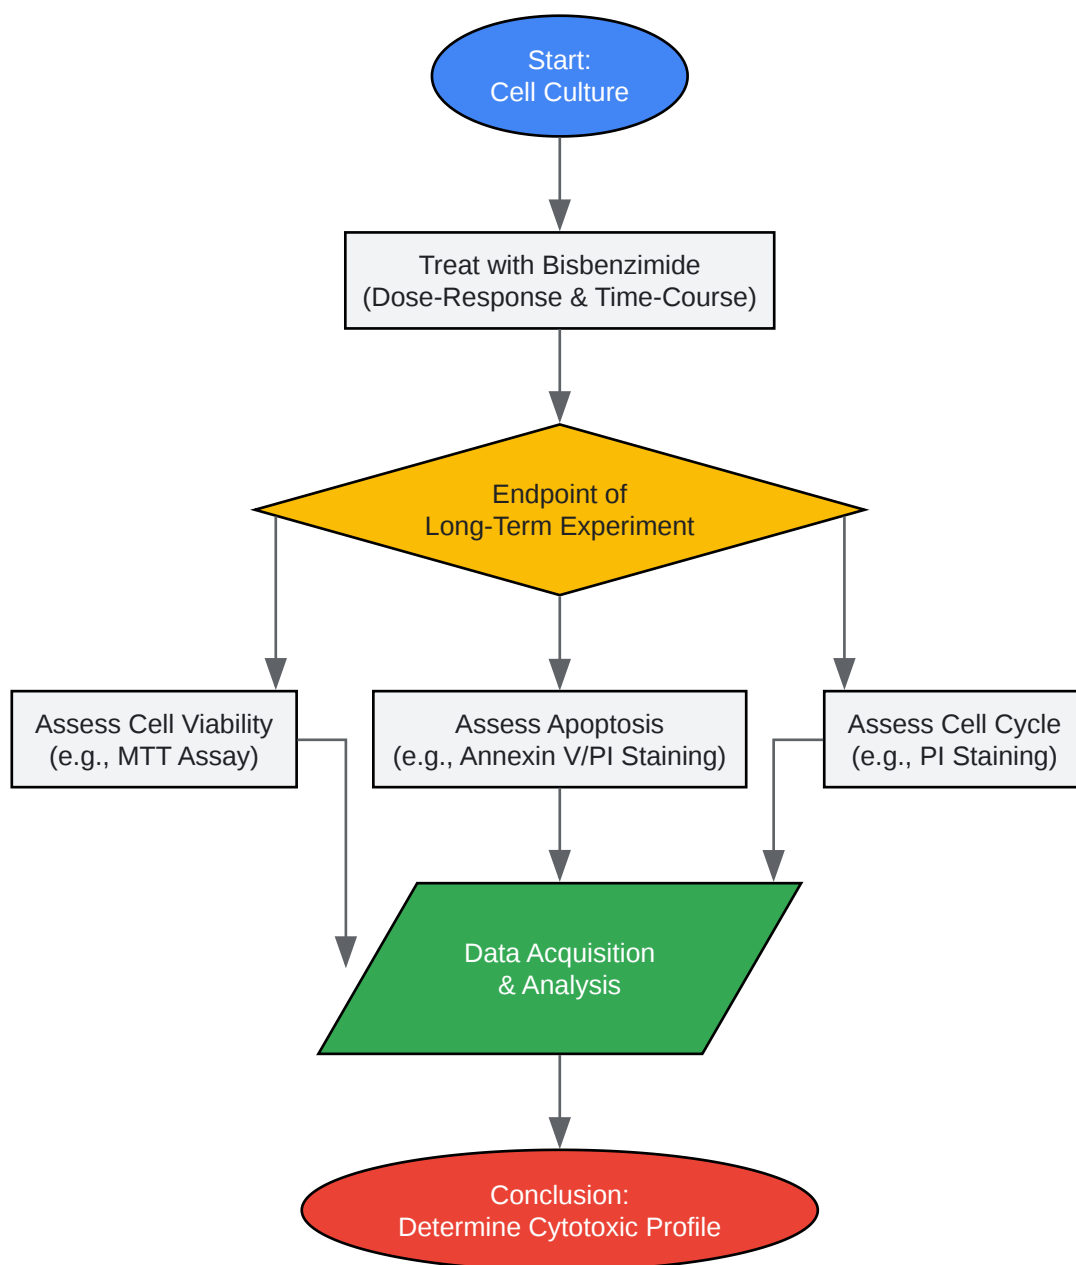 Start:
Cell Culture
Treat with Bisbenzimide
(Dose-Response & Time-Course)
Endpoint of
Long-Term Experiment
Assess Cell Viability
(e.g., MTT Assay)
Assess Apoptosis
(e.g., Annexin V/PI Staining)
Assess Cell Cycle
(e.g., PI Staining)
Data Acquisition
& Analysis
Conclusion:
Determine Cytotoxic Profile